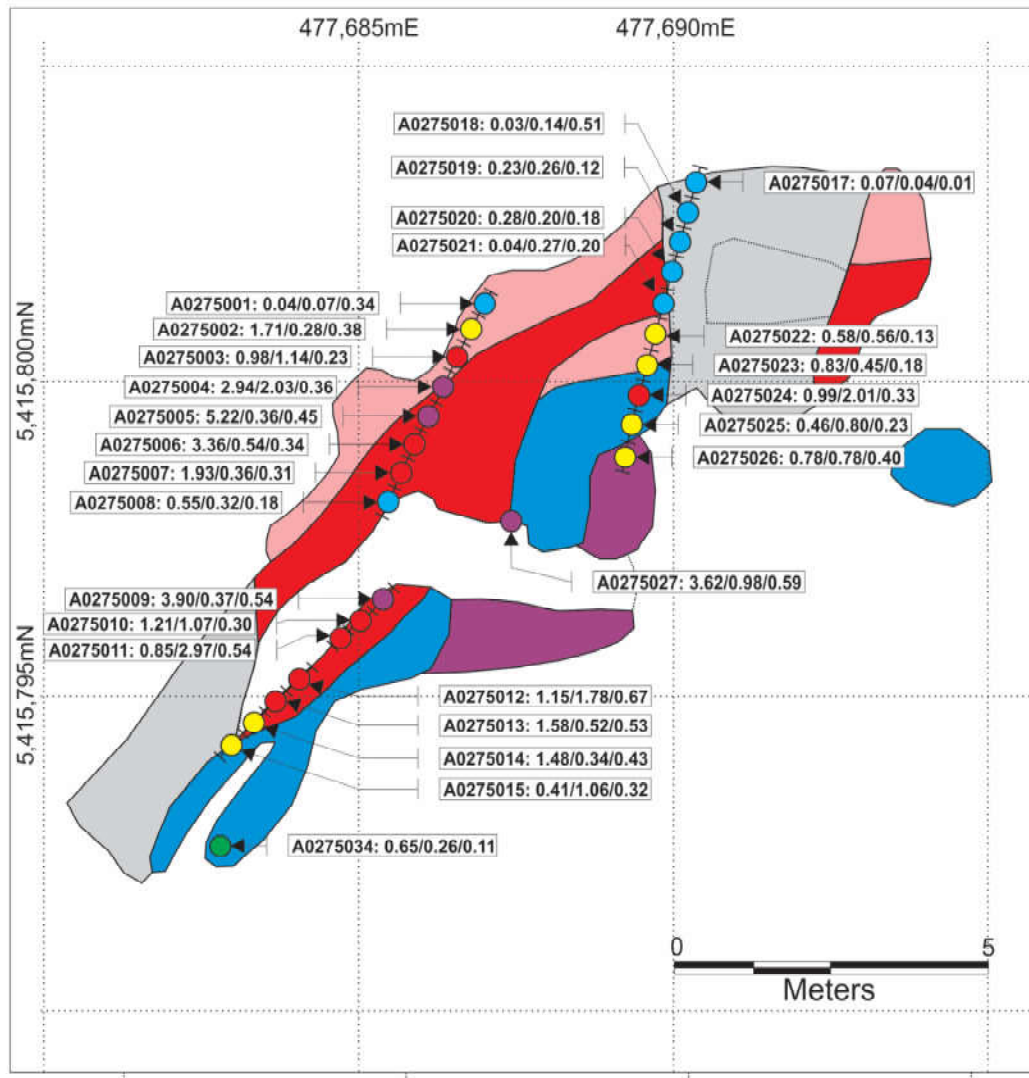 477,685mE
477,690mE
A0275018: 0.03/0.14/0.51
A0275019: 0.23/0.26/0.12
A0275017: 0.07/0.04/0.01
A0275020: 0.28/0.20/0.18
A0275021: 0.04/0.27/0.20
A0275001: 0.04/0.07/0.34
A0275002: 1.71/0.28/0.38
A0275022: 0.58/0.56/0.13
A0275003: 0.98/1.14/0.23
A0275023: 0.83/0.45/0.18
5,415,800mN
A0275004: 2.94/2.03/0.36
A0275024: 0.99/2.01/0.33
A0275005: 5.22/0.36/0.45
A0275025: 0.46/0.80/0.23
A0275006: 3.36/0.54/0.34
A0275026: 0.78/0.78/0.40
A0275007: 1.93/0.36/0.31
A0275008: 0.55/0.32/0.18
A0275027: 3.62/0.98/0.59
A0275009: 3.90/0.37/0.54
A0275010: 1.21/1.07/0.30
A0275011: 0.85/2.97/0.54
5,415,795mN
A0275012: 1.15/1.78/0.67
A0275013: 1.58/0.52/0.53
A0275014: 1.48/0.34/0.43
A0275015: 0.41/1.06/0.32
A0275034: 0.65/0.26/0.11
0
5
Meters